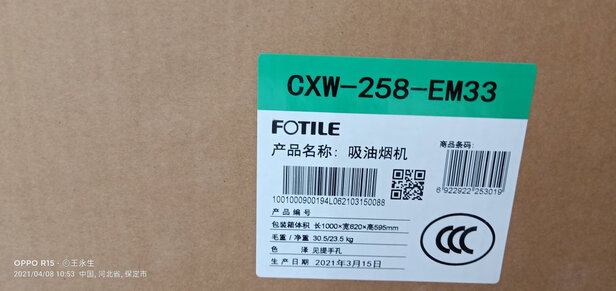 CXW-258-EM33
FOTILE
产品名称: 吸油烟机
商品条码:
1001000900194L062103150088
6 922922 253019
产品编号
包装箱体积 长1000×宽620×高595mm
毛重/净重 30.5/23.5 kg
色 泽 见提手孔
生产日期 2021年3月15日
CCC
OPPO R15·王永生
2021/04/08 10:53 中国, 河北省, 保定市